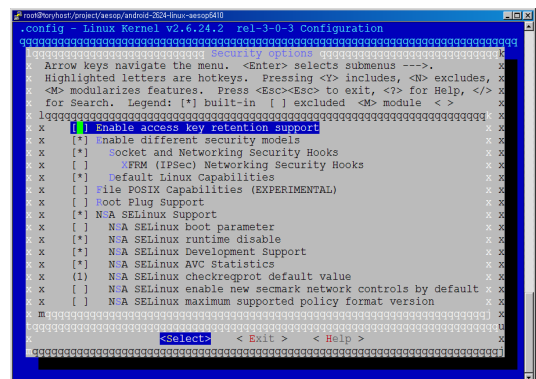 root@toryhost:/project/aesop/android-2624-linux-aesop6410
.config - Linux Kernel v2.6.24.2  rel-3-0-3 Configuration
Security options
Arrow keys navigate the menu.  <Enter> selects submenus --->.
Highlighted letters are hotkeys.  Pressing <Y> includes, <N> excludes,
<M> modularizes features.  Press <Esc><Esc> to exit, <?> for Help, </>
for Search.  Legend: [*] built-in  [ ] excluded  <M> module  < >
[ ] Enable access key retention support
[*] Enable different security models
[*]   Socket and Networking Security Hooks
[ ]     XFRM (IPSec) Networking Security Hooks
[*]   Default Linux Capabilities
[ ] File POSIX Capabilities (EXPERIMENTAL)
[ ] Root Plug Support
[*] NSA SELinux Support
[ ]   NSA SELinux boot parameter
[*]   NSA SELinux runtime disable
[*]   NSA SELinux Development Support
[*]   NSA SELinux AVC Statistics
(1)   NSA SELinux checkreqprot default value
[ ]   NSA SELinux enable new secmark network controls by default
[ ]   NSA SELinux maximum supported policy format version
<Select>    < Exit >    < Help >